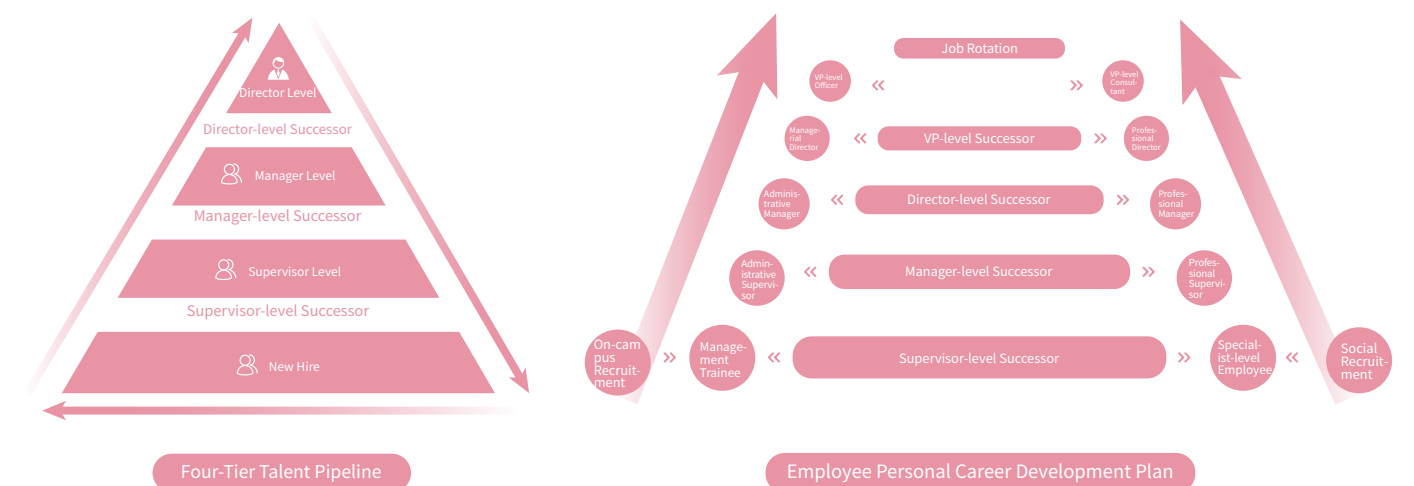 Director Level
Director-level Successor
Manager Level
Manager-level Successor
Supervisor Level
Supervisor-level Successor
New Hire
Four-Tier Talent Pipeline
Job Rotation
VP-level
Officer
VP-level
Consul-
tant
Manage-
rial
Director
VP-level Successor
Profes-
sional
Director
Adminis-
trative
Manager
Director-level Successor
Profes-
sional
Manager
Admin-
istrative
Supervi-
sor
Manager-level Successor
Profes-
sional
Supervi-
sor
On-cam
pus
Recruit-
ment
Manage-
ment
Trainee
Supervisor-level Successor
Special-
ist-level
Employee
Social
Recruit-
ment
Employee Personal Career Development Plan